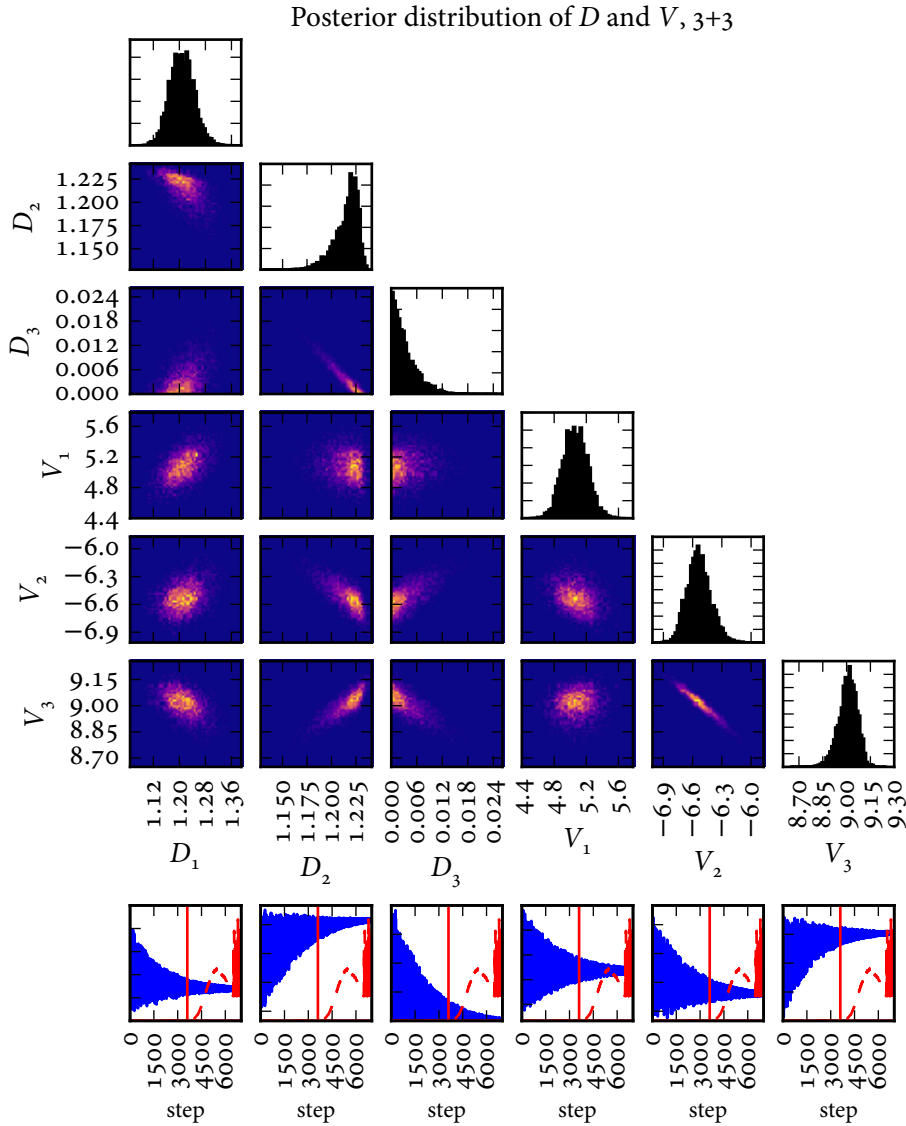 Posterior distribution of D and V, 3+3
D₂
1.225
1.200
1.175
1.150
D₃
0.024
0.018
0.012
0.006
0.000
V₁
5.6
5.2
4.8
4.4
V₂
−6.0
−6.3
−6.6
−6.9
V₃
9.15
9.00
8.85
8.70
1.12 1.20 1.28 1.36
1.150 1.175 1.200 1.225
0.000 0.006 0.012 0.018 0.024
4.4 4.8 5.2 5.6
−6.9 −6.6 −6.3 −6.0
8.70 8.85 9.00 9.15 9.30
D₁ D₂ D₃ V₁ V₂ V₃
0 1500 3000 4500 6000
0 1500 3000 4500 6000
0 1500 3000 4500 6000
0 1500 3000 4500 6000
0 1500 3000 4500 6000
0 1500 3000 4500 6000
step step step step step step